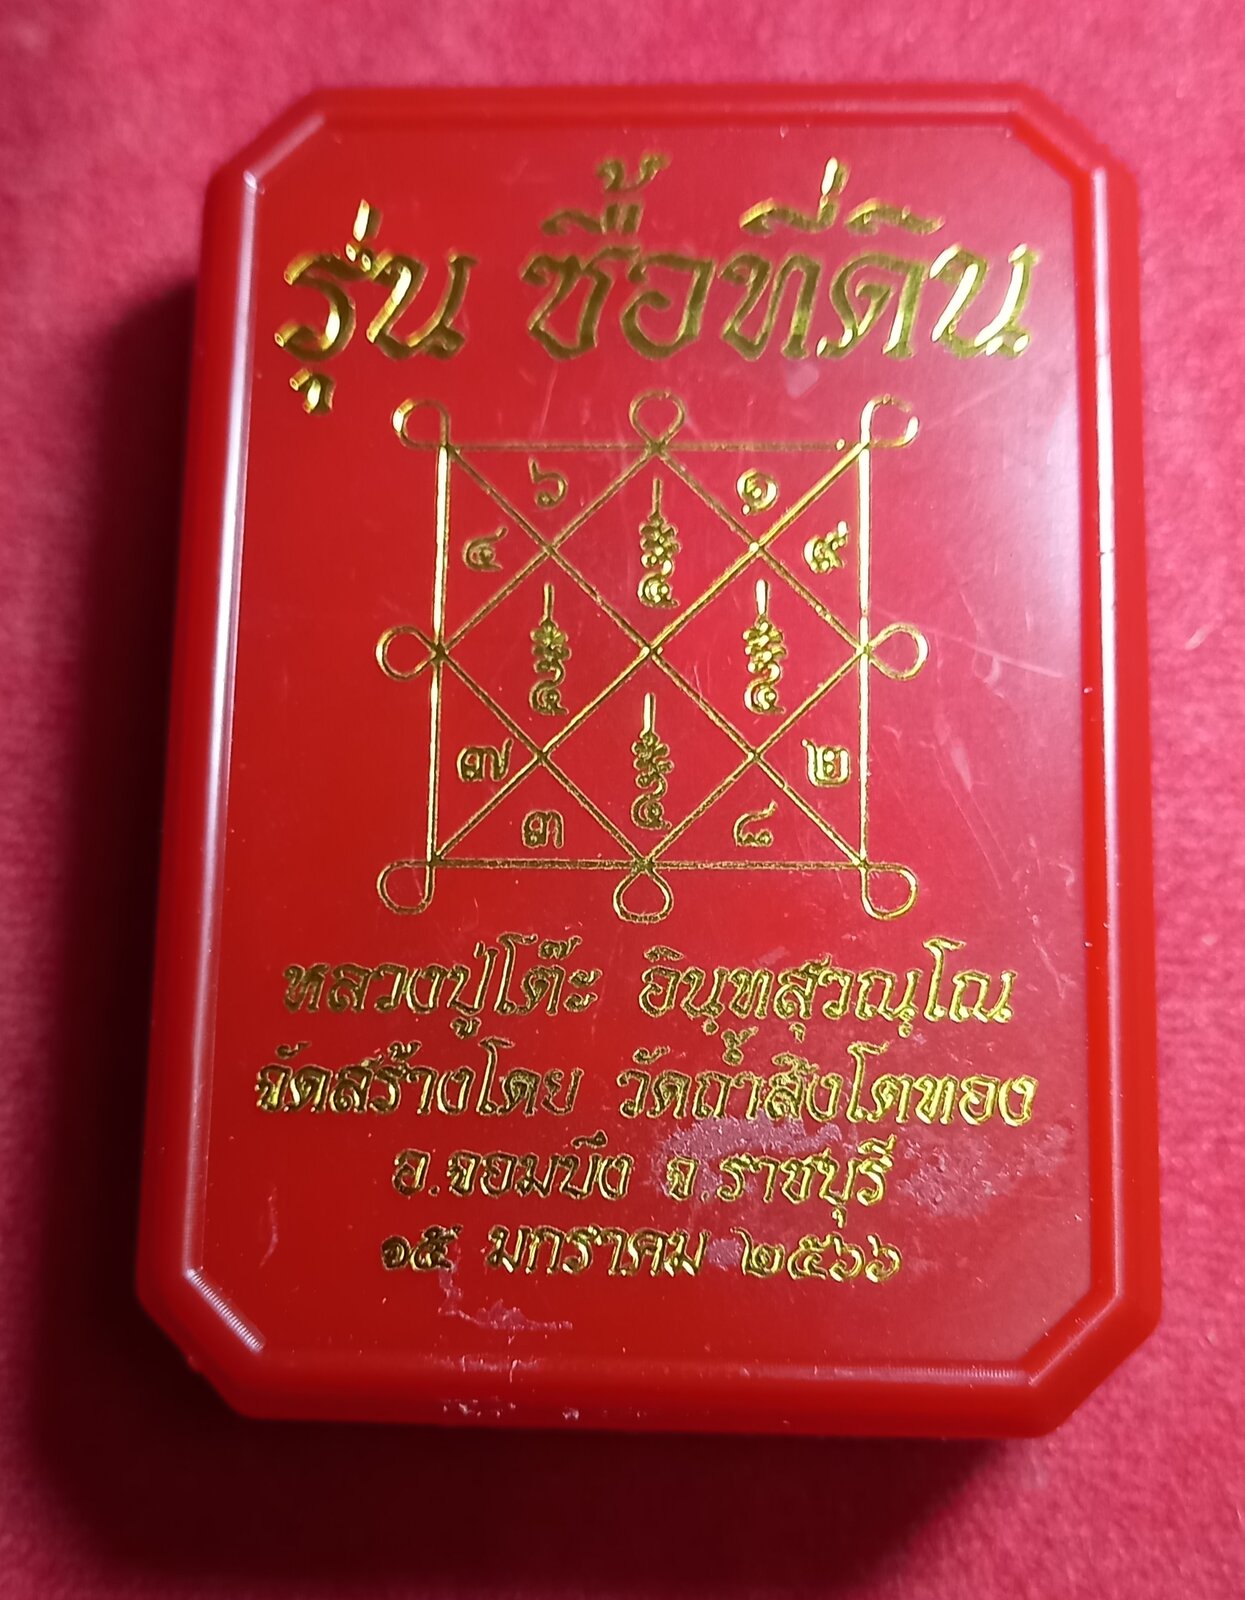 รุ่น ซื้อที่ดิน
๖ ๑
๔ ๕
๗ ๒
๓ ๘
หลวงปู่โต๊ะ อินฺทสุวณฺโณ
จัดสร้างโดย วัดถ้ำสิงโตทอง
อ.จอมบึง จ.ราชบุรี
๑๕ มกราคม ๒๕๖๖